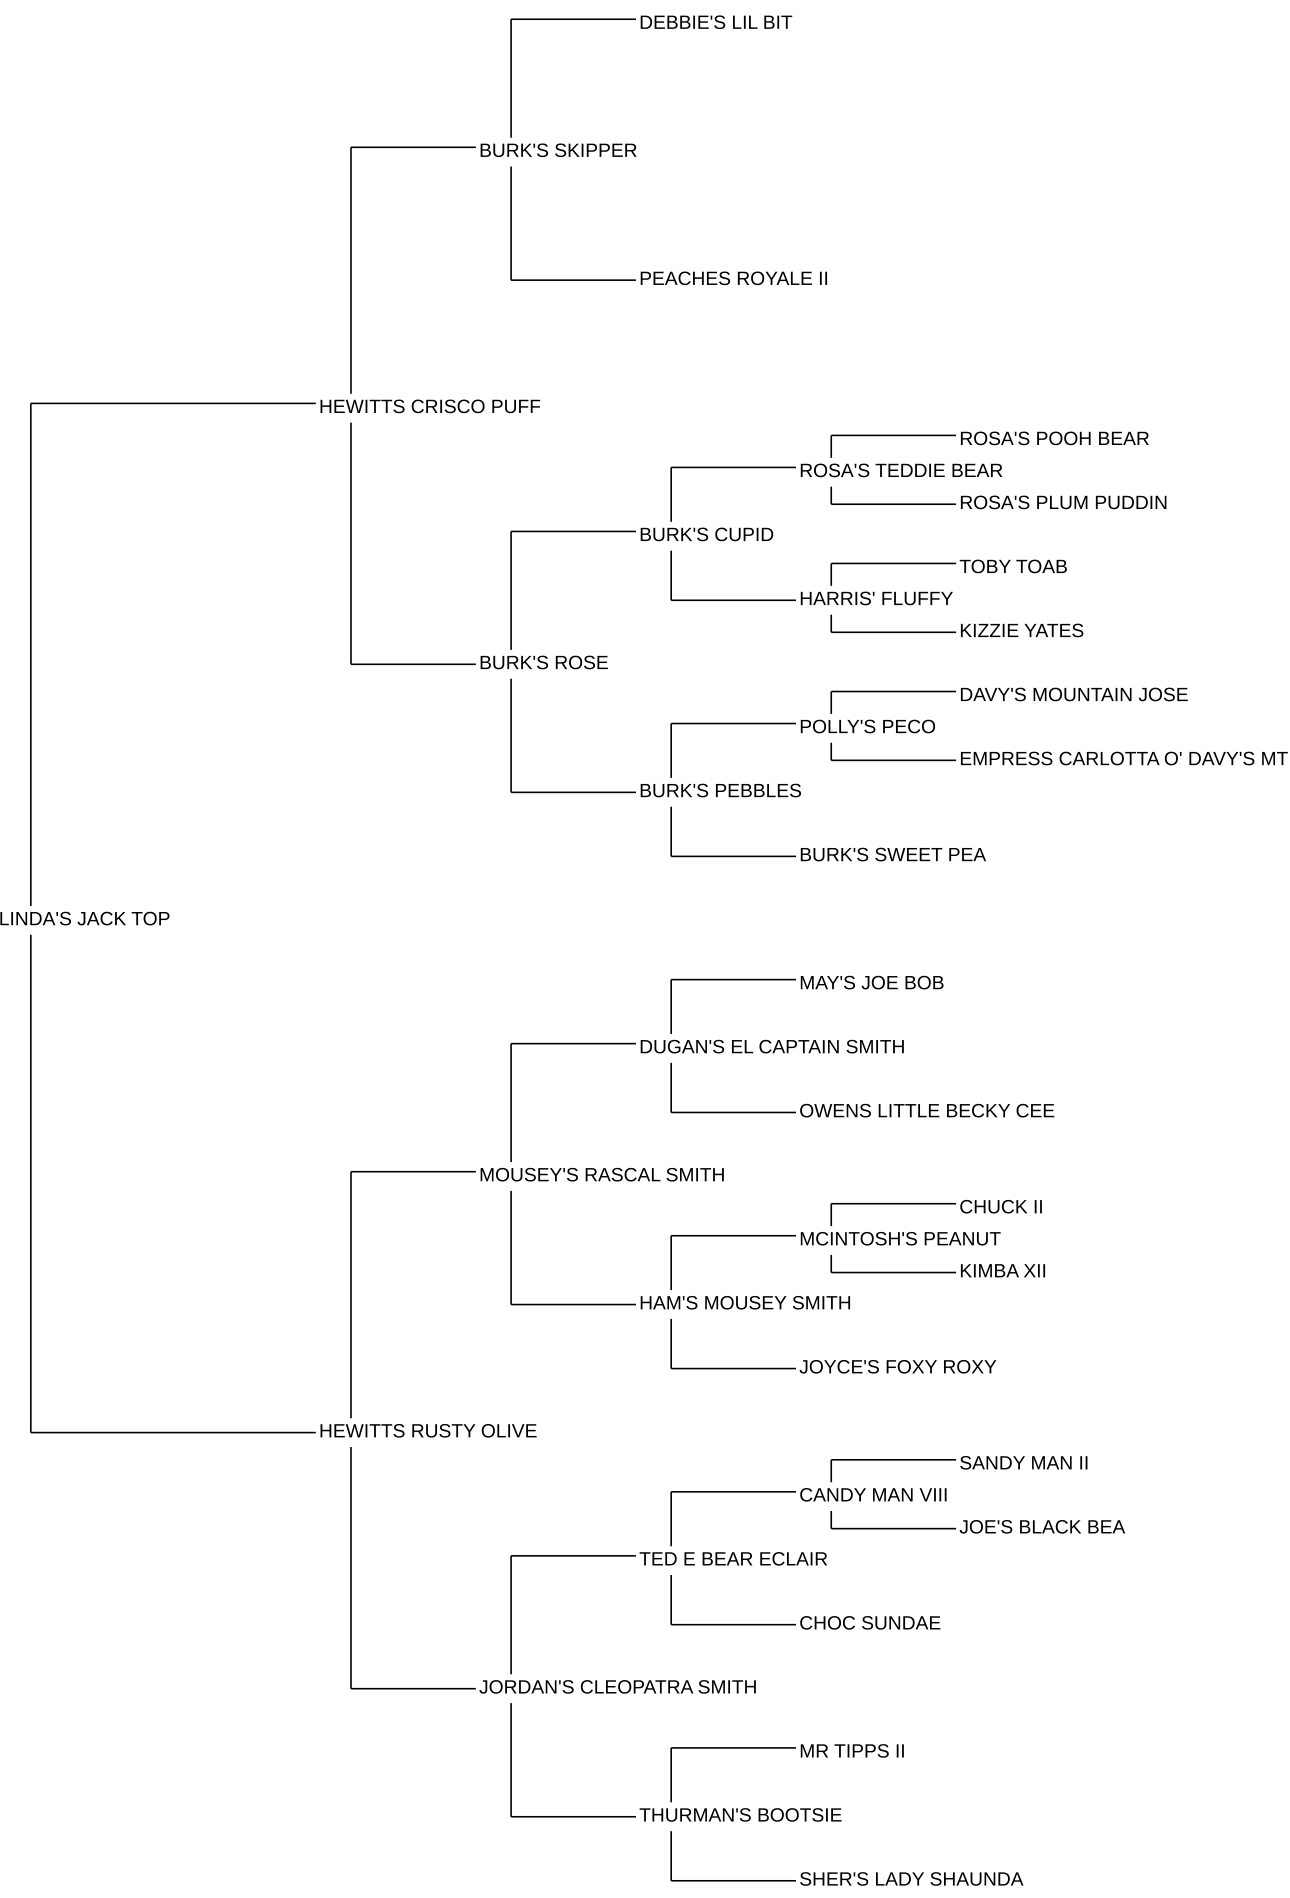 DEBBIE'S LIL BIT
BURK'S SKIPPER
PEACHES ROYALE II
HEWITTS CRISCO PUFF
ROSA'S POOH BEAR
ROSA'S TEDDIE BEAR
ROSA'S PLUM PUDDIN
BURK'S CUPID
TOBY TOAB
HARRIS' FLUFFY
KIZZIE YATES
BURK'S ROSE
DAVY'S MOUNTAIN JOSE
POLLY'S PECO
EMPRESS CARLOTTA O' DAVY'S MT
BURK'S PEBBLES
BURK'S SWEET PEA
LINDA'S JACK TOP
MAY'S JOE BOB
DUGAN'S EL CAPTAIN SMITH
OWENS LITTLE BECKY CEE
MOUSEY'S RASCAL SMITH
CHUCK II
MCINTOSH'S PEANUT
KIMBA XII
HAM'S MOUSEY SMITH
JOYCE'S FOXY ROXY
HEWITTS RUSTY OLIVE
SANDY MAN II
CANDY MAN VIII
JOE'S BLACK BEA
TED E BEAR ECLAIR
CHOC SUNDAE
JORDAN'S CLEOPATRA SMITH
MR TIPPS II
THURMAN'S BOOTSIE
SHER'S LADY SHAUNDA